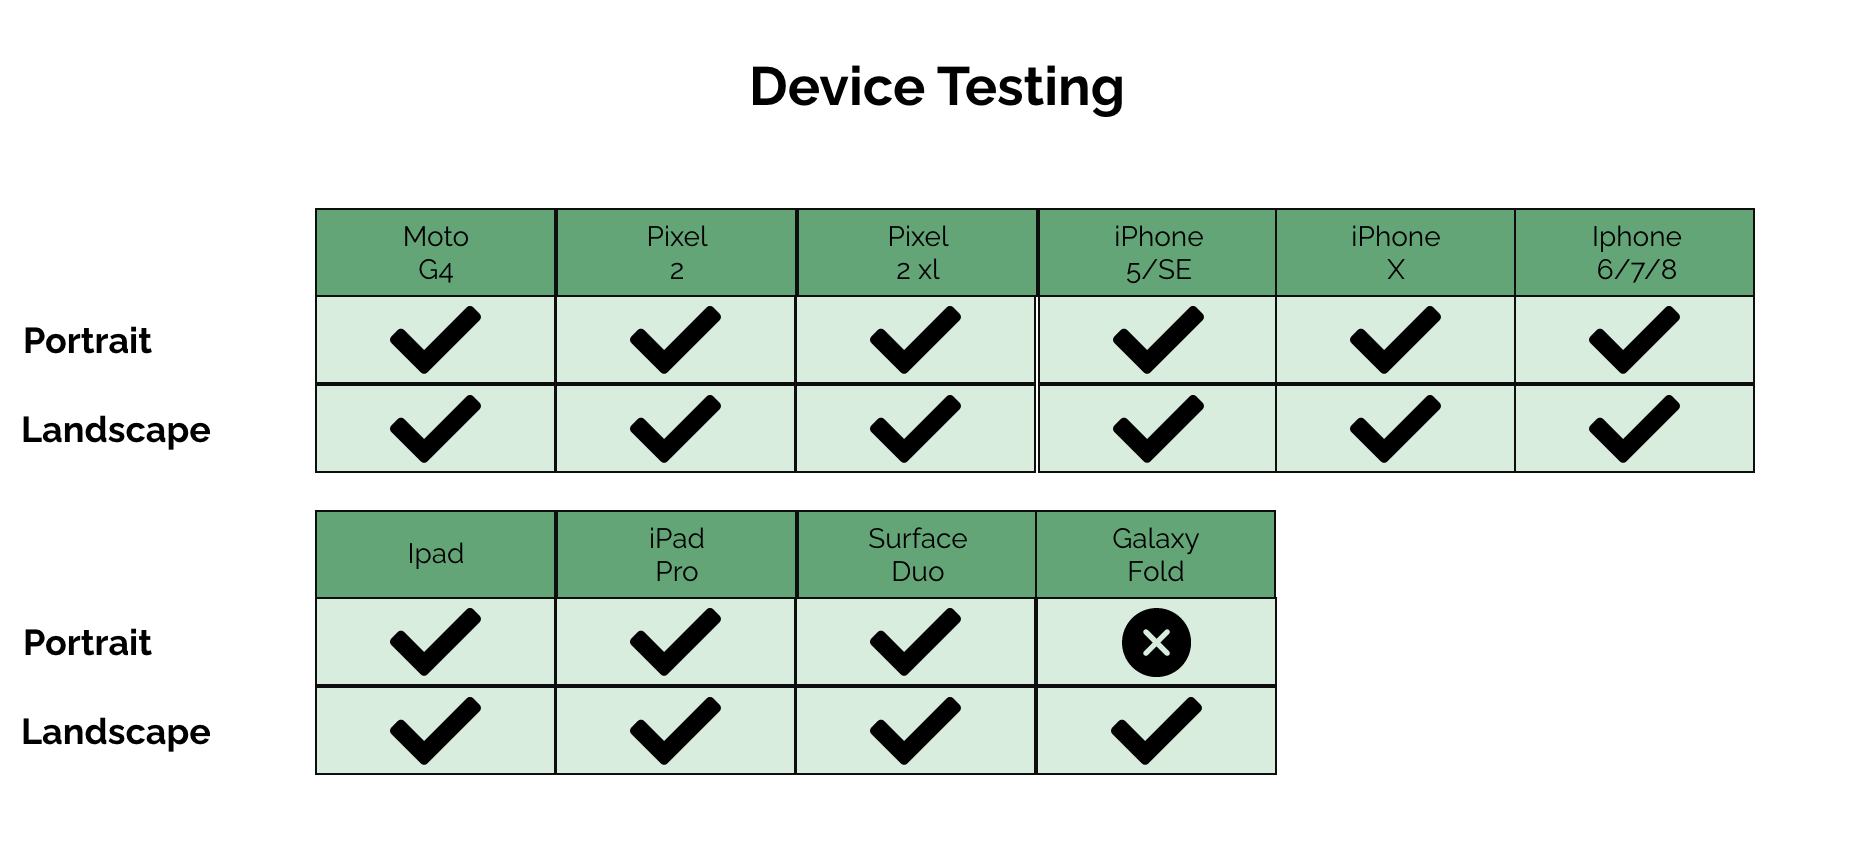 Device Testing
Moto
G4
Pixel
2
Pixel
2 xl
iPhone
5/SE
iPhone
X
Iphone
6/7/8
Portrait
Landscape
Ipad
iPad
Pro
Surface
Duo
Galaxy
Fold
Portrait
Landscape